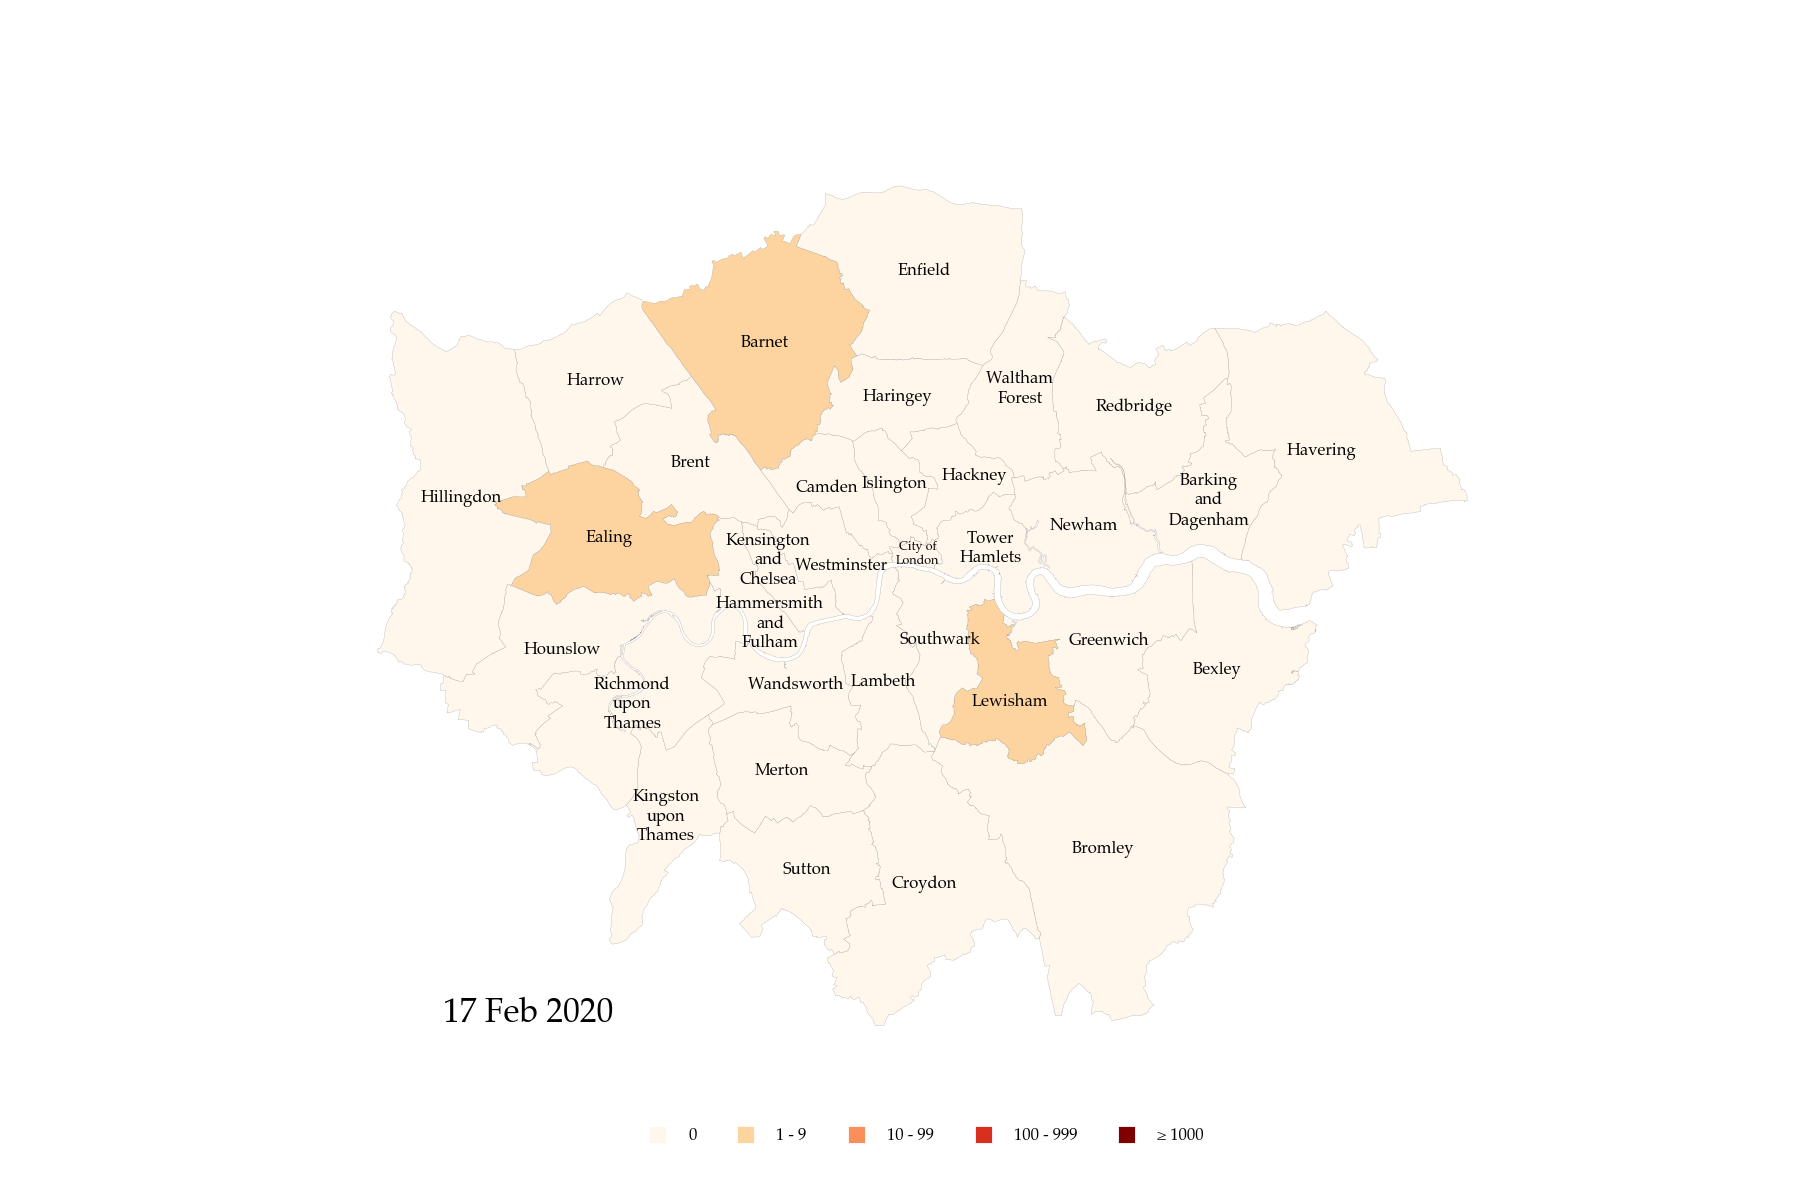 Enfield
Barnet
Harrow
Haringey
Waltham
Forest
Redbridge
Havering
Brent
Hillingdon
Camden
Islington
Hackney
Barking
and
Dagenham
Ealing
Newham
Kensington
and
Chelsea
Westminster
City of
London
Tower
Hamlets
Hammersmith
and
Fulham
Hounslow
Southwark
Greenwich
Bexley
Richmond
upon
Thames
Wandsworth
Lambeth
Lewisham
Merton
Kingston
upon
Thames
Bromley
Sutton
Croydon
17 Feb 2020
0 1 - 9 10 - 99 100 - 999 ≥ 1000